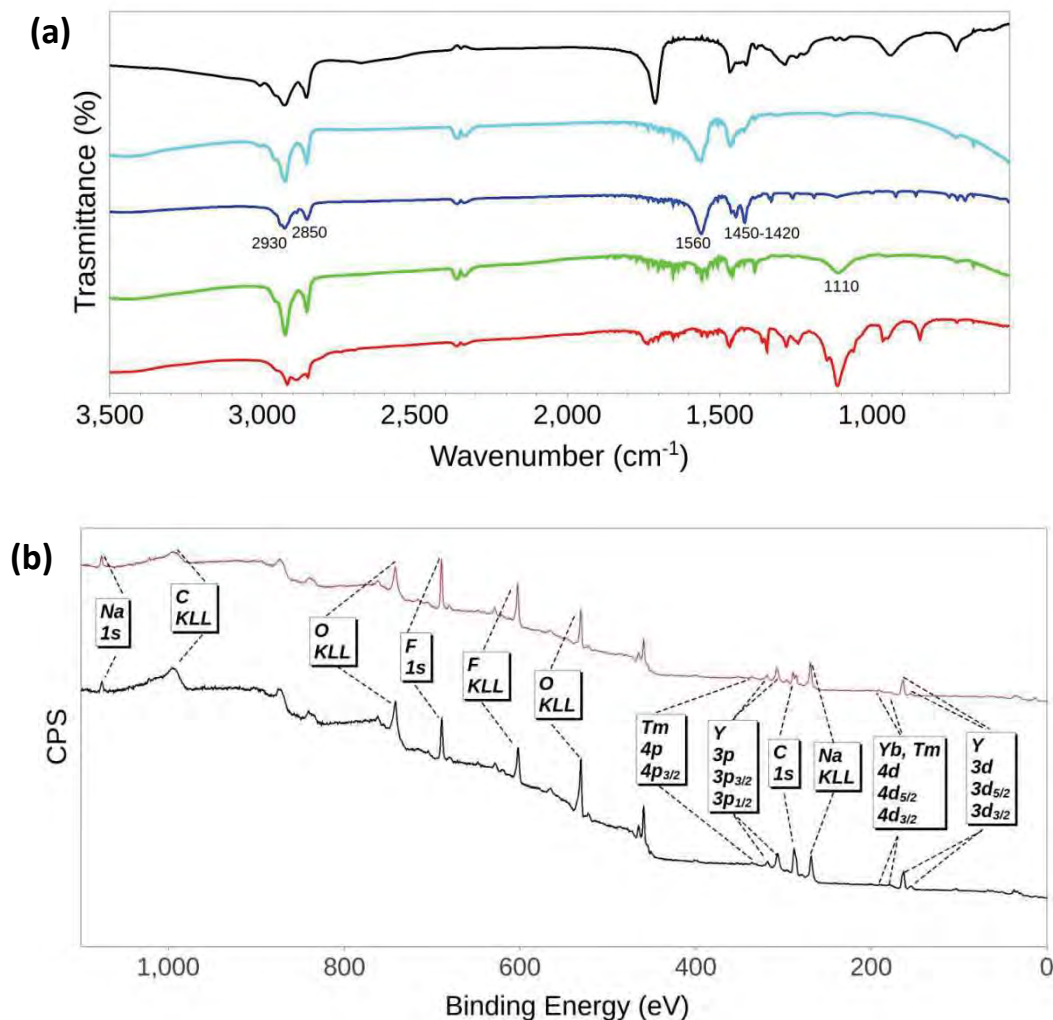 (a)
Trasmittance (%)
2930
2850
1560
1450-1420
1110
3,500
3,000
2,500
2,000
1,500
1,000
Wavenumber (cm⁻¹)
(b)
CPS
Na
1s
C
KLL
O
KLL
F
1s
F
KLL
O
KLL
Tm
4p
4p3/2
Y
3p
3p3/2
3p1/2
C
1s
Na
KLL
Yb, Tm
4d
4d5/2
4d3/2
Y
3d
3d5/2
3d3/2
1,000
800
600
400
200
0
Binding Energy (eV)